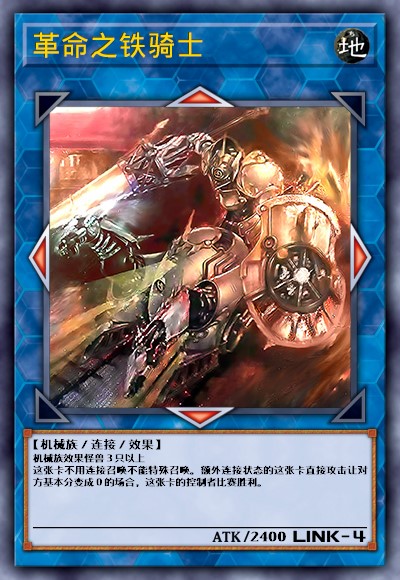 革命之铁骑士
地
【机械族/连接/效果】
机械族效果怪兽3只以上
这张卡不用连接召唤不能特殊召唤。额外连接状态的这张卡直接攻击让对
方基本分变成0的场合,这张卡的控制者比赛胜利。
ATK/2400 LINK-4